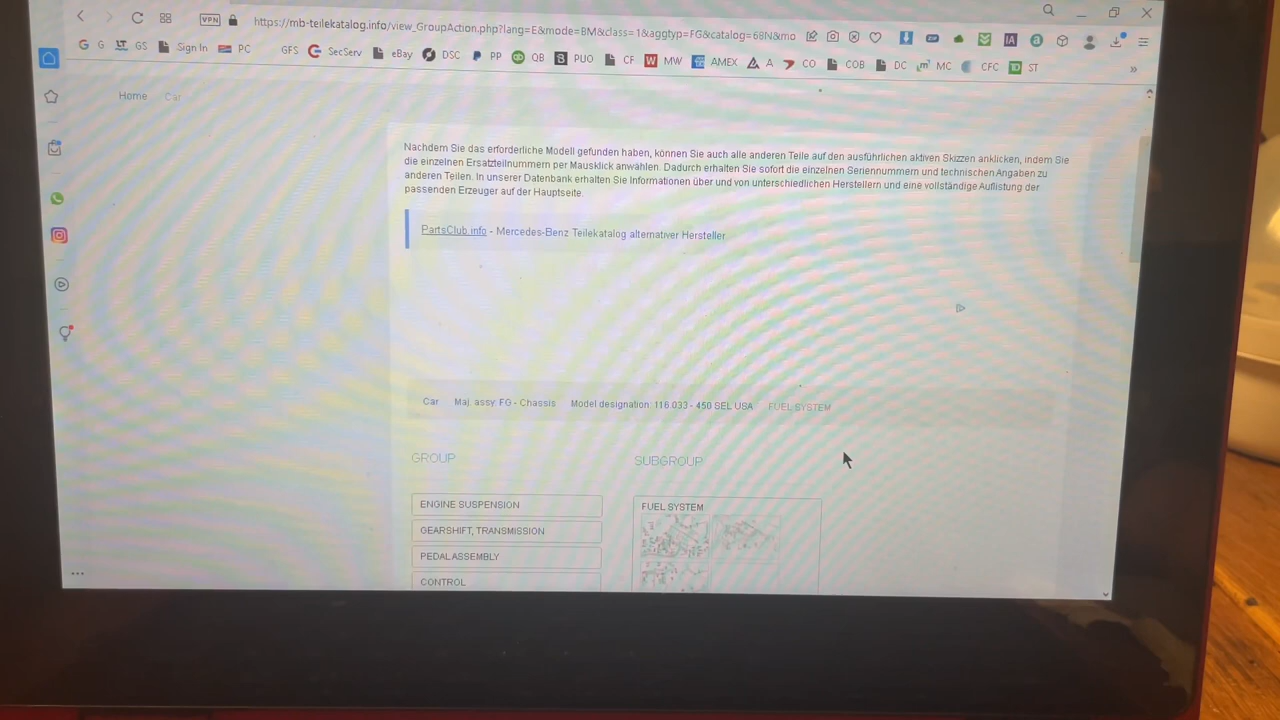 VPN https://mb-teilekatalog.info/view_GroupAction.php?lang=E&mode=BM&class=1&aggtyp=FG&catalog=68N&mo
G LT GS Sign In PC GFS SecServ eBay DSC PP QB PUO CF MW AMEX A CO COB DC MC CFC ST
Home Car
Nachdem Sie das erforderliche Modell gefunden haben, können Sie auch alle anderen Teile auf den ausführlichen aktiven Skizzen anklicken, indem Sie
die einzelnen Ersatzteilnummern per Mausklick anwählen. Dadurch erhalten Sie sofort die einzelnen Seriennummern und technischen Angaben zu
anderen Teilen. In unserer Datenbank erhalten Sie Informationen über und von unterschiedlichen Herstellern und eine vollständige Auflistung der
passenden Erzeuger auf der Hauptseite.
PartsClub.info - Mercedes-Benz Teilekatalog alternativer Hersteller
Car Maj. assy: FG - Chassis Model designation: 116.033 - 450 SEL USA FUEL SYSTEM
GROUP SUBGROUP
ENGINE SUSPENSION FUEL SYSTEM
GEARSHIFT, TRANSMISSION
PEDAL ASSEMBLY
CONTROL